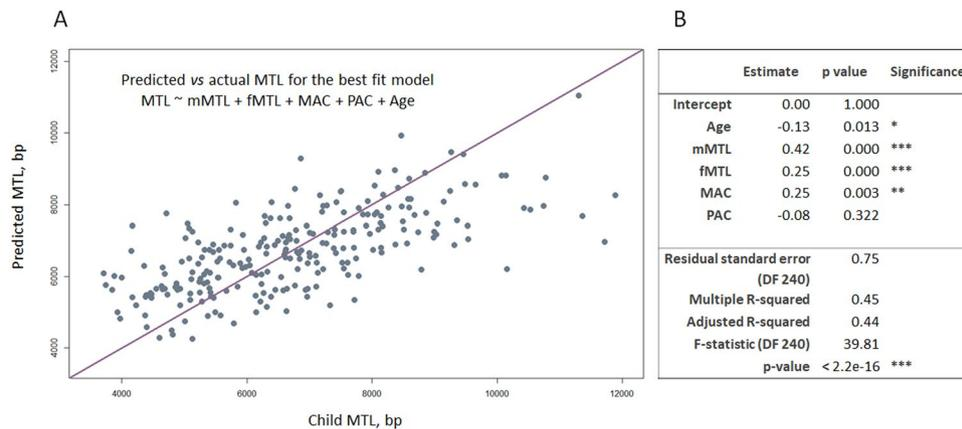 A
Predicted vs actual MTL for the best fit model
MTL ~ mMTL + fMTL + MAC + PAC + Age
Predicted MTL, bp
12000
10000
8000
6000
4000
4000 6000 8000 10000 12000
Child MTL, bp
B
Estimate p value Significance
Intercept 0.00 1.000
Age -0.13 0.013 *
mMTL 0.42 0.000 ***
fMTL 0.25 0.000 ***
MAC 0.25 0.003 **
PAC -0.08 0.322
Residual standard error
(DF 240) 0.75
Multiple R-squared 0.45
Adjusted R-squared 0.44
F-statistic (DF 240) 39.81
p-value < 2.2e-16 ***